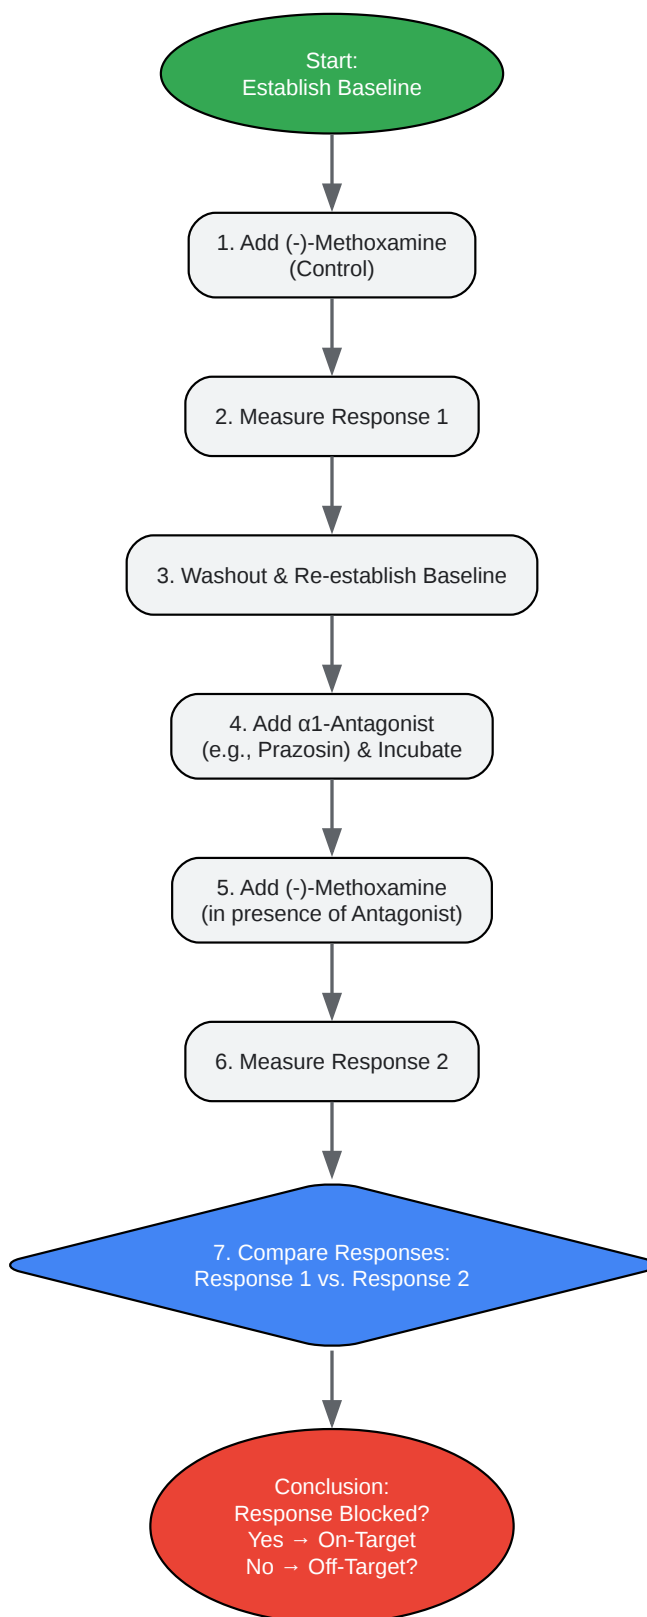 Start:
Establish Baseline
1. Add (-)-Methoxamine
(Control)
2. Measure Response 1
3. Washout & Re-establish Baseline
4. Add α1-Antagonist
(e.g., Prazosin) & Incubate
5. Add (-)-Methoxamine
(in presence of Antagonist)
6. Measure Response 2
7. Compare Responses:
Response 1 vs. Response 2
Conclusion:
Response Blocked?
Yes → On-Target
No → Off-Target?